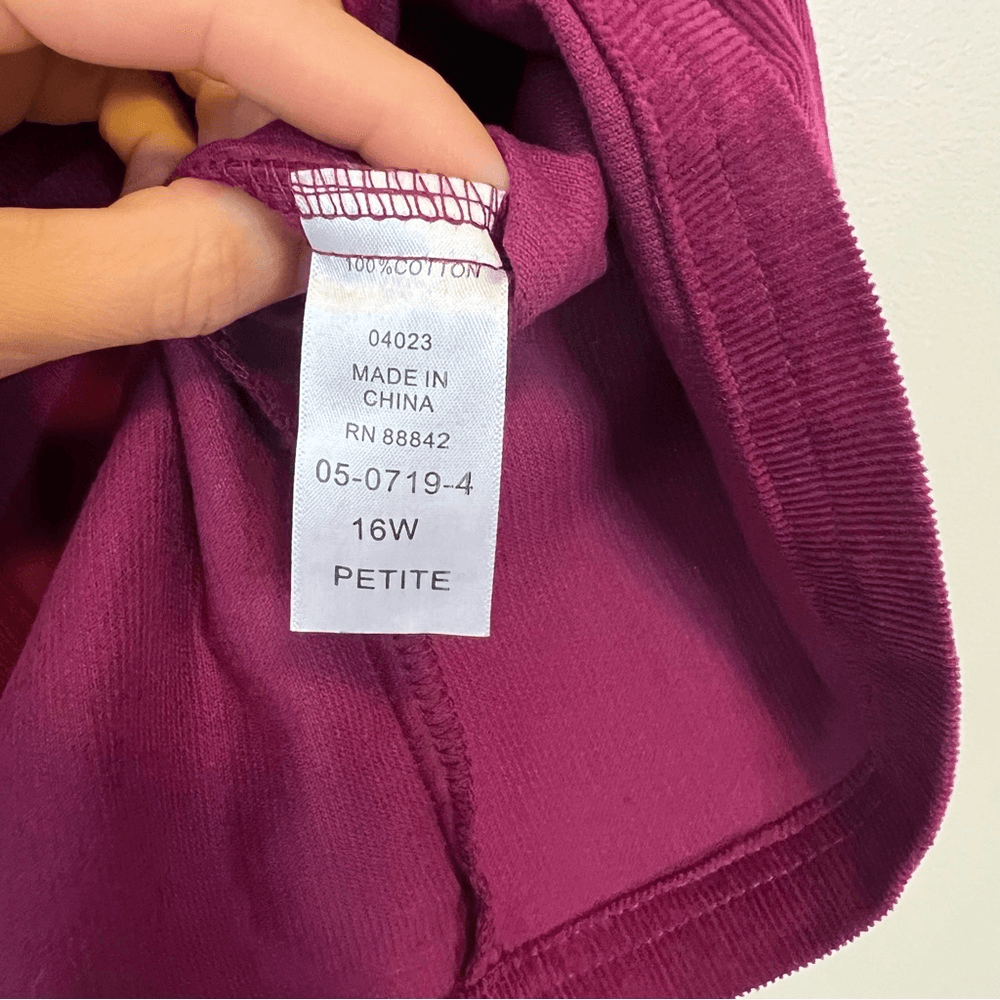 100%COTTON
04023
MADE IN
CHINA
RN 88842
05-0719-4
16W
PETITE